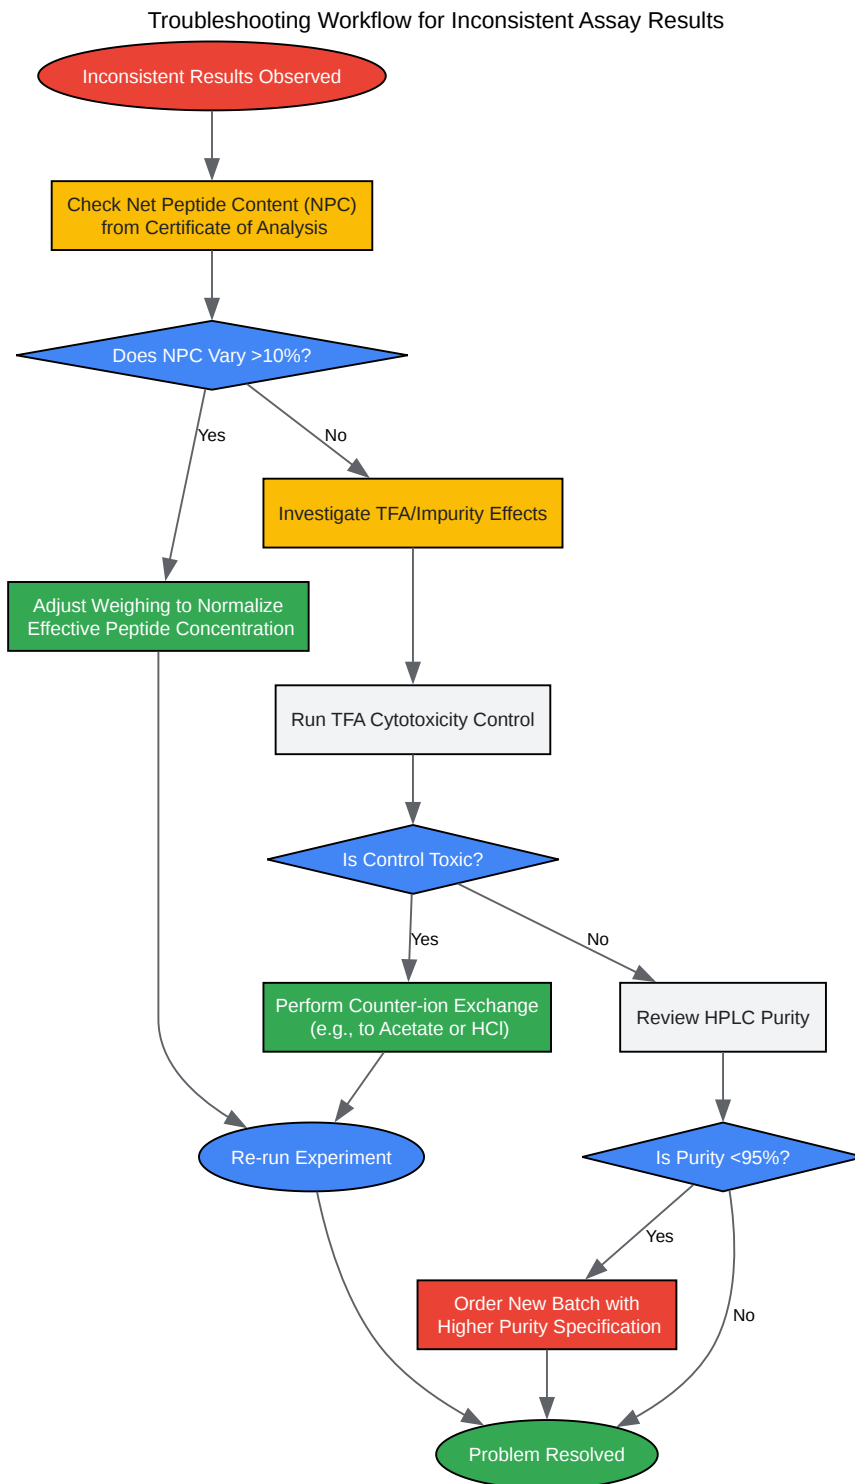 Troubleshooting Workflow for Inconsistent Assay Results
Inconsistent Results Observed
Check Net Peptide Content (NPC)
from Certificate of Analysis
Does NPC Vary >10%?
Yes
No
Investigate TFA/Impurity Effects
Adjust Weighing to Normalize
Effective Peptide Concentration
Run TFA Cytotoxicity Control
Is Control Toxic?
Yes
No
Perform Counter-ion Exchange
(e.g., to Acetate or HCl)
Review HPLC Purity
Re-run Experiment
Is Purity <95%?
Yes
No
Order New Batch with
Higher Purity Specification
Problem Resolved